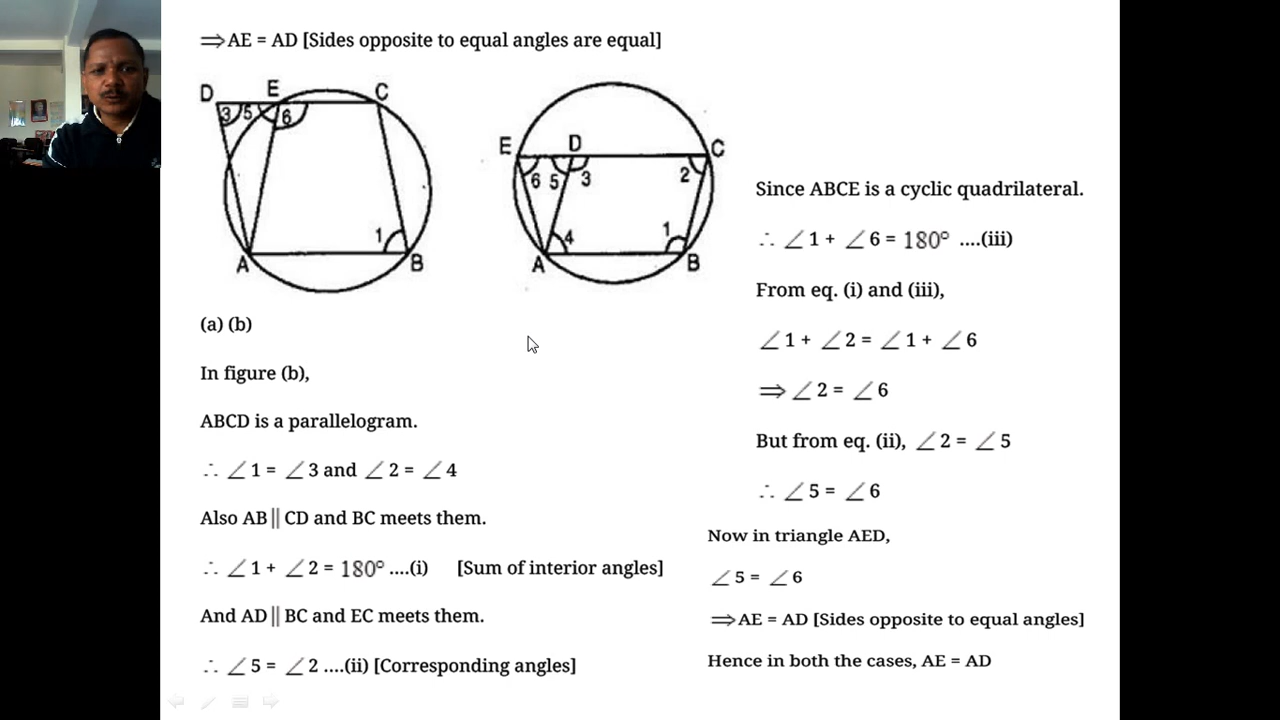 ⟹ AE = AD [Sides opposite to equal angles are equal]
D E C
3 5 6
1
A B
E D C
6 5 3 2
4 1
A B
(a) (b)
In figure (b),
ABCD is a parallelogram.
∴ ∠1 = ∠3 and ∠2 = ∠4
Also AB || CD and BC meets them.
∴ ∠1 + ∠2 = 180° ....(i) [Sum of interior angles]
And AD || BC and EC meets them.
∴ ∠5 = ∠2 ....(ii) [Corresponding angles]
Since ABCE is a cyclic quadrilateral.
∴ ∠1 + ∠6 = 180° ....(iii)
From eq. (i) and (iii),
∠1 + ∠2 = ∠1 + ∠6
⟹ ∠2 = ∠6
But from eq. (ii), ∠2 = ∠5
∴ ∠5 = ∠6
Now in triangle AED,
∠5 = ∠6
⟹ AE = AD [Sides opposite to equal angles]
Hence in both the cases, AE = AD